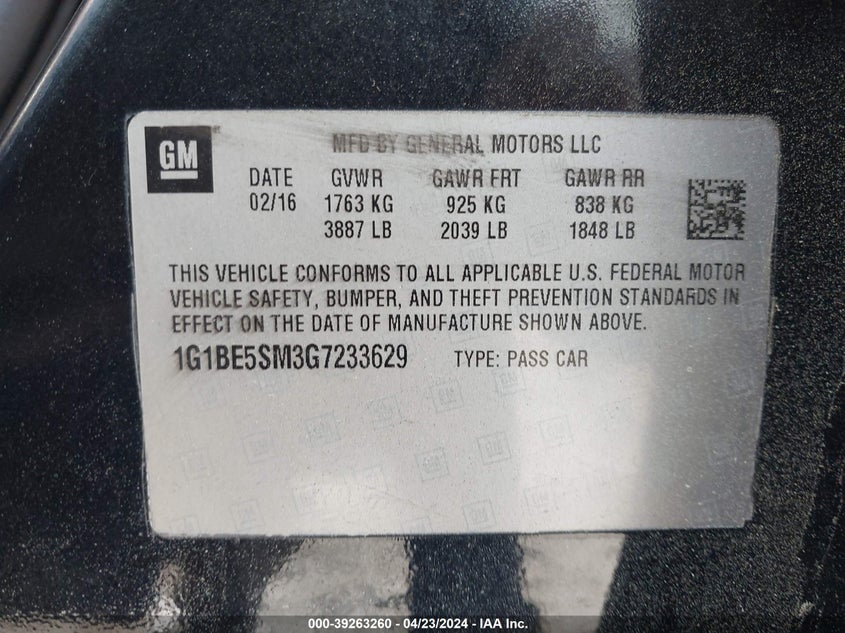 GM
MFD BY GENERAL MOTORS LLC
DATE GVWR GAWR FRT GAWR RR
02/16 1763 KG 925 KG 838 KG
3887 LB 2039 LB 1848 LB
THIS VEHICLE CONFORMS TO ALL APPLICABLE U.S. FEDERAL MOTOR
VEHICLE SAFETY, BUMPER, AND THEFT PREVENTION STANDARDS IN
EFFECT ON THE DATE OF MANUFACTURE SHOWN ABOVE.
1G1BE5SM3G7233629 TYPE: PASS CAR
000-39263260 - 04/23/2024 - IAA Inc.